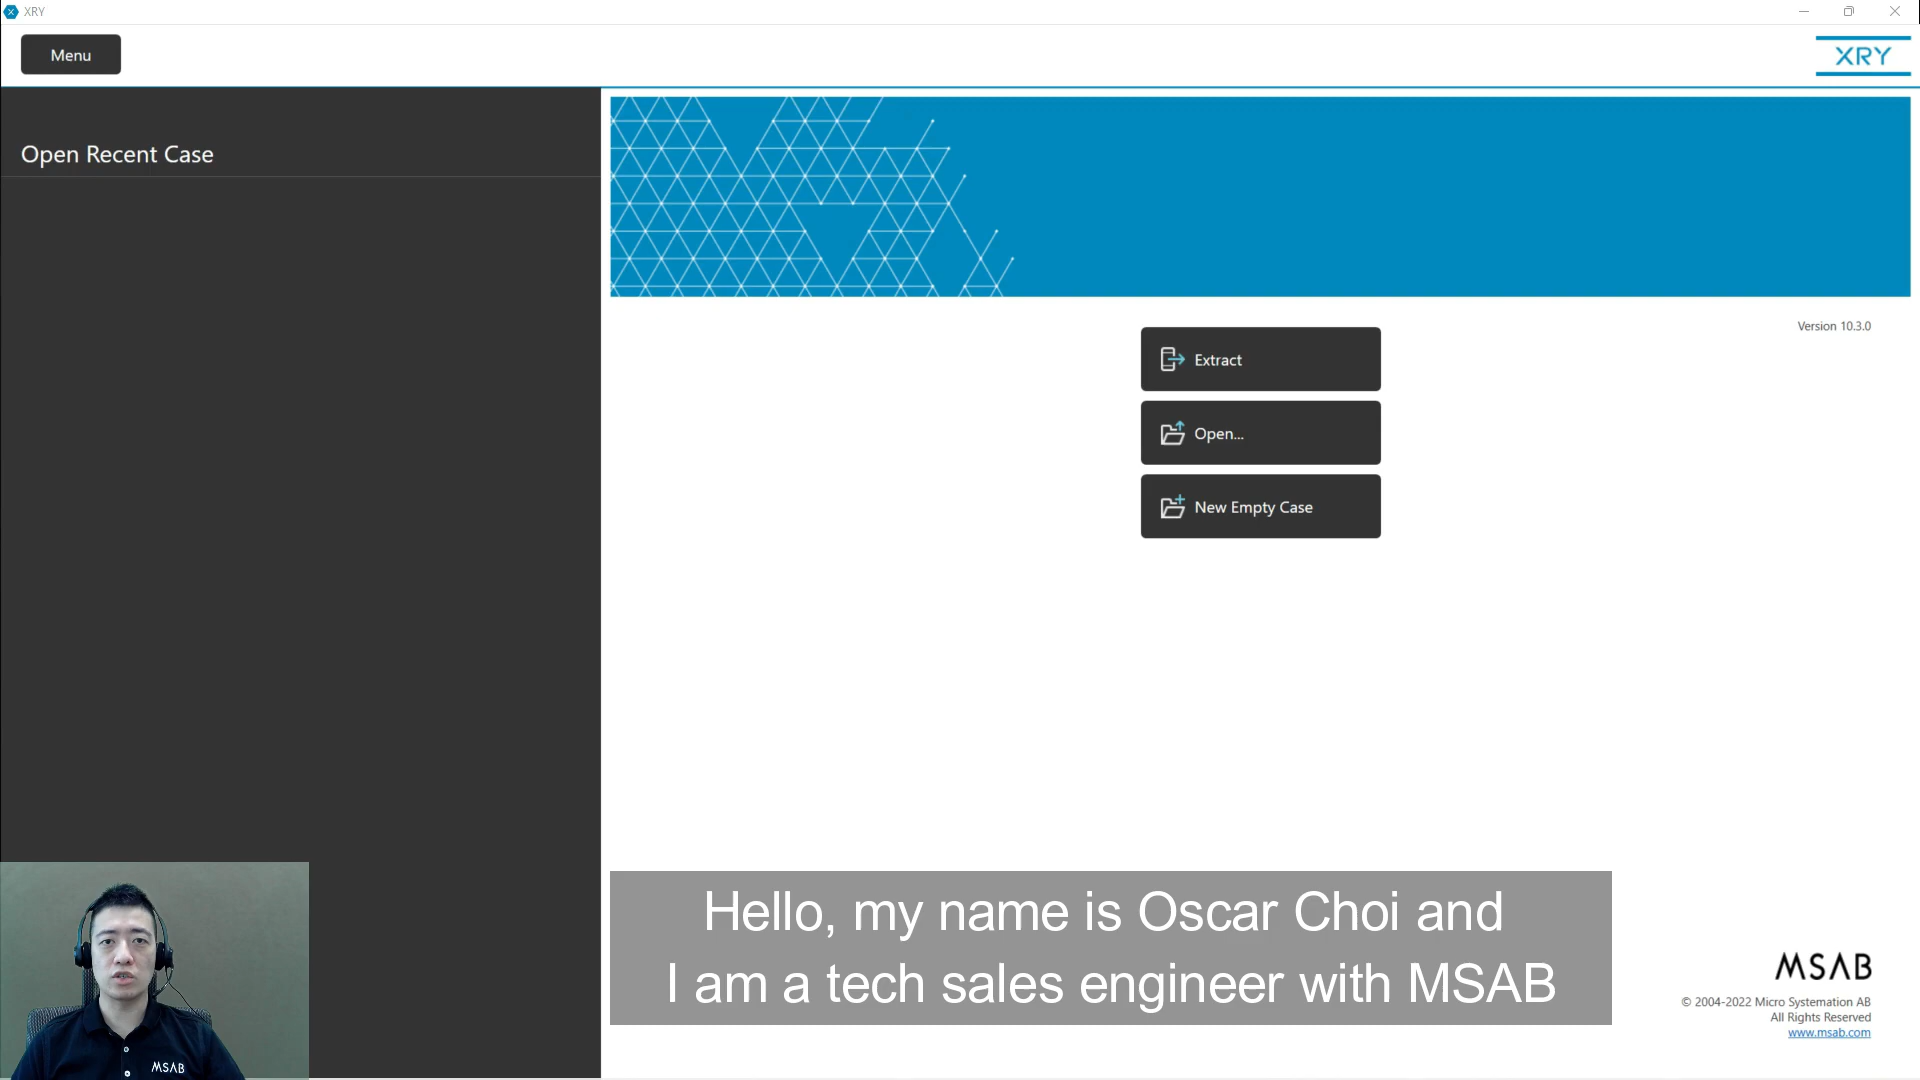 XRY
Menu
XRY
Open Recent Case
Version 10.3.0
Extract
Open...
New Empty Case
Hello, my name is Oscar Choi and
I am a tech sales engineer with MSAB
MSAB
© 2004-2022 Micro Systemation AB
All Rights Reserved
www.msab.com
MSAB